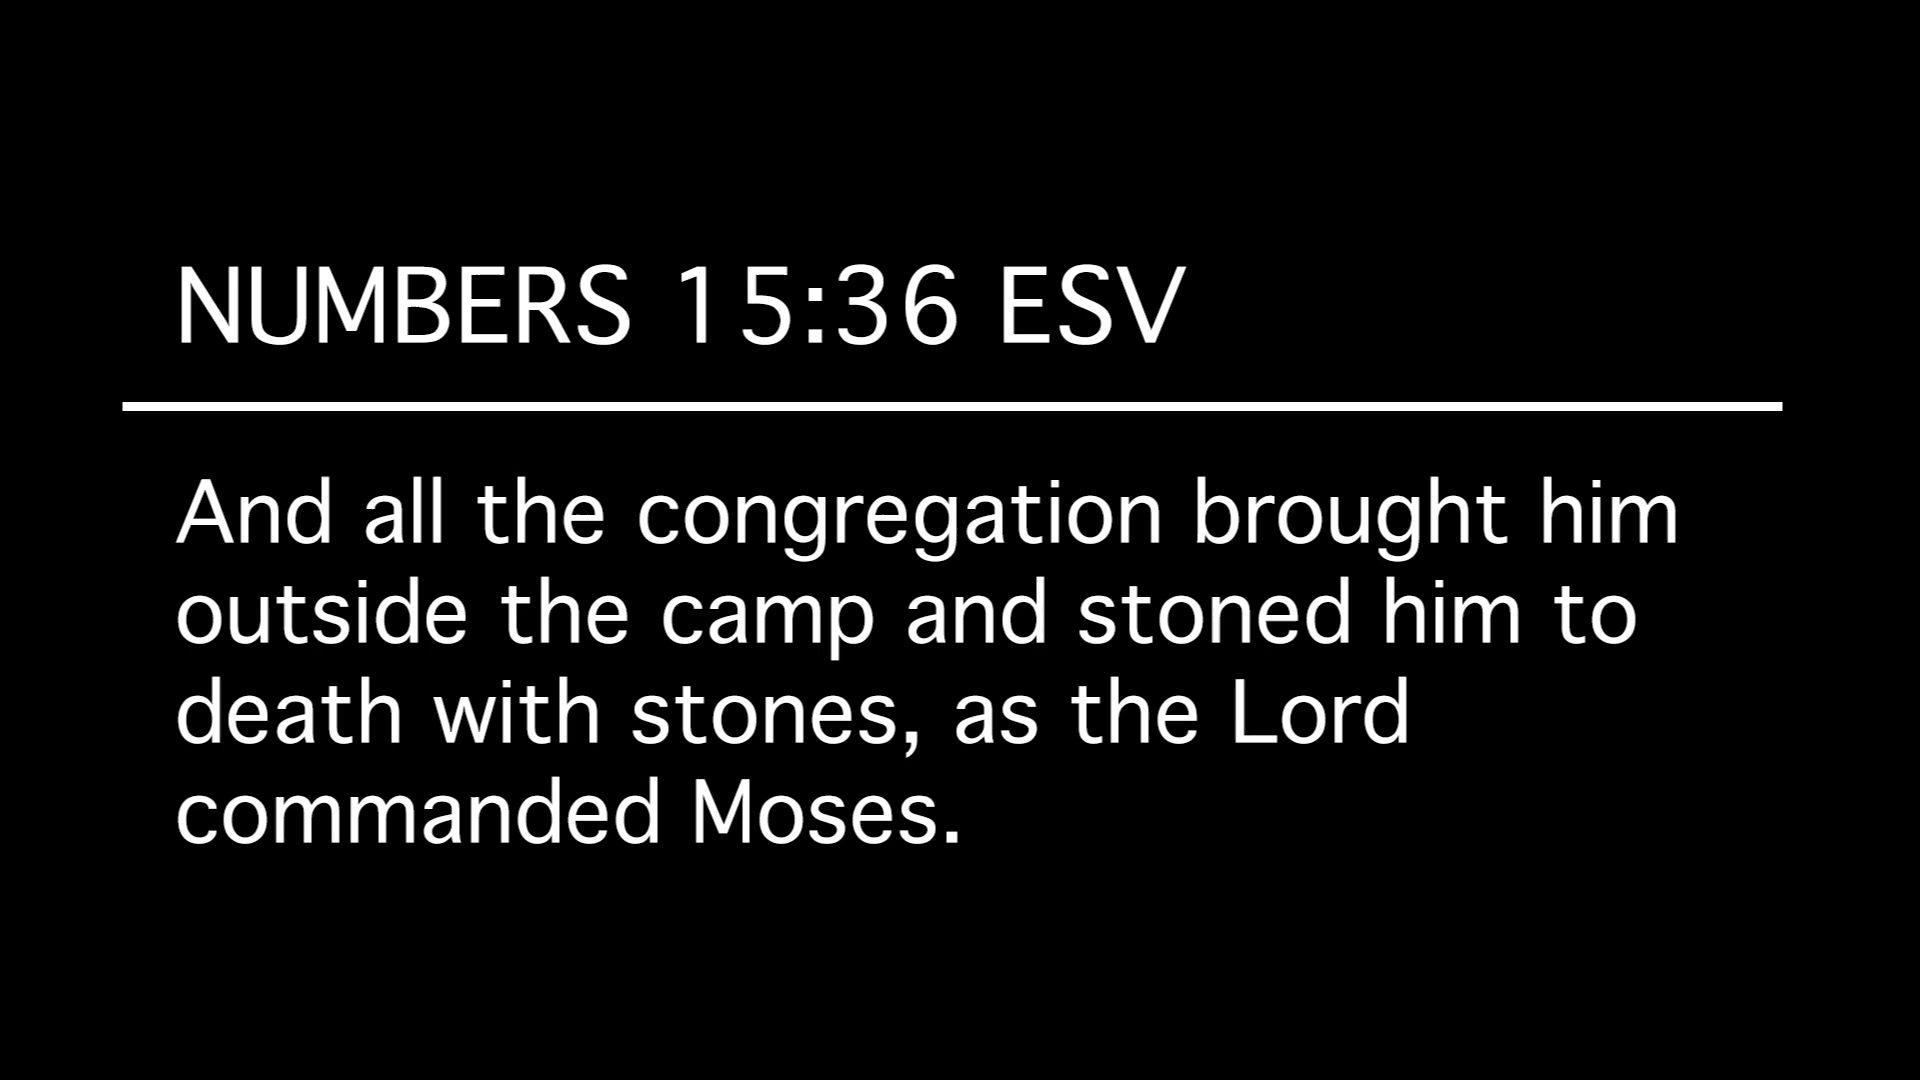 NUMBERS 15:36 ESV
And all the congregation brought him
outside the camp and stoned him to
death with stones, as the Lord
commanded Moses.